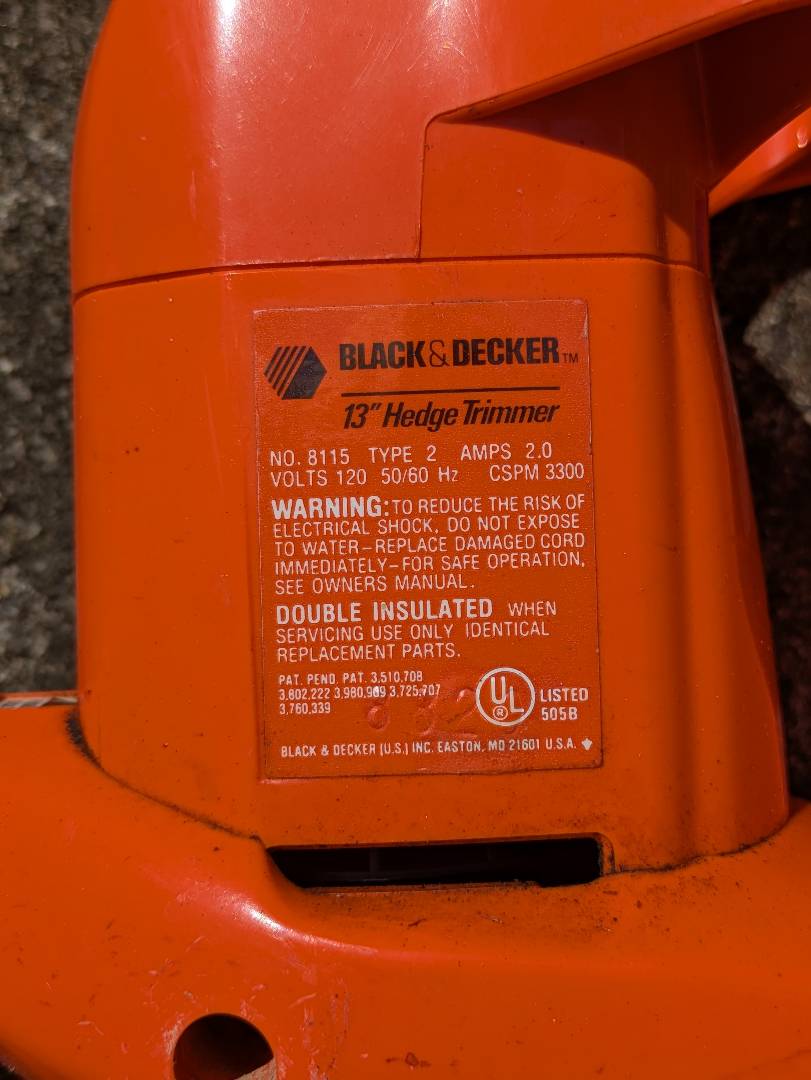 BLACK & DECKER™
13" Hedge Trimmer
NO. 8115 TYPE 2 AMPS 2.0
VOLTS 120 50/60 Hz CSPM 3300
WARNING: TO REDUCE THE RISK OF
ELECTRICAL SHOCK, DO NOT EXPOSE
TO WATER–REPLACE DAMAGED CORD
IMMEDIATELY–FOR SAFE OPERATION,
SEE OWNERS MANUAL.
DOUBLE INSULATED WHEN
SERVICING USE ONLY IDENTICAL
REPLACEMENT PARTS.
PAT. PEND. PAT. 3,510,708
3,802,222 3,980,909 3,725,707
3,760,339
UL® LISTED
505B
BLACK & DECKER (U.S.) INC. EASTON, MD 21601 U.S.A.